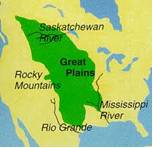 Saskatchewan
River
Great
Plains
Rocky
Mountains
Mississippi
River
Rio Grande